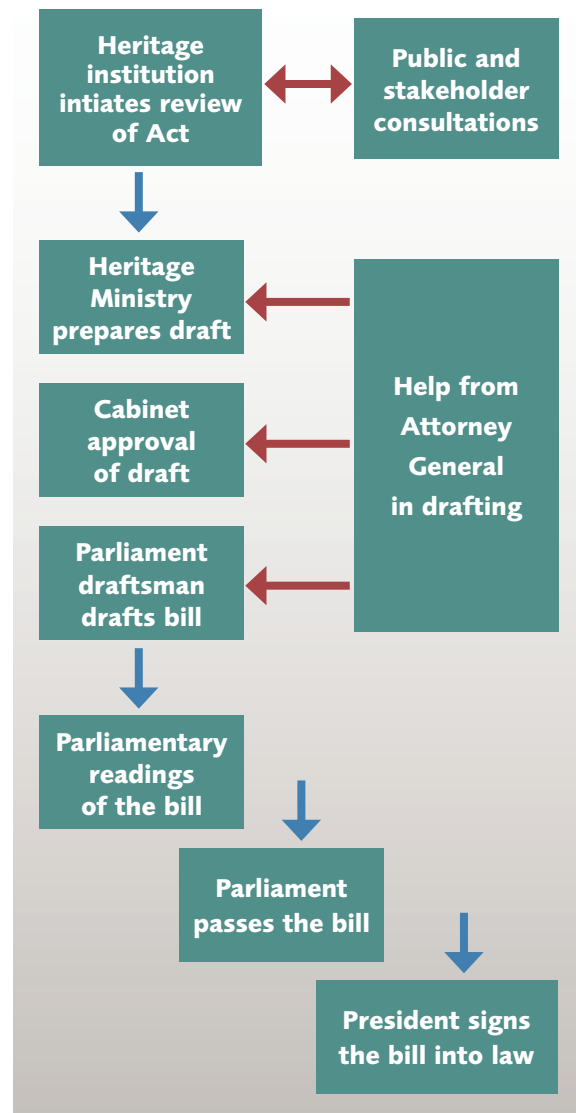 Heritage
institution
intiates review
of Act
Public and
stakeholder
consultations
Heritage
Ministry
prepares draft
Cabinet
approval
of draft
Parliament
draftsman
drafts bill
Help from
Attorney
General
in drafting
Parliamentary
readings
of the bill
Parliament
passes the bill
President signs
the bill into law